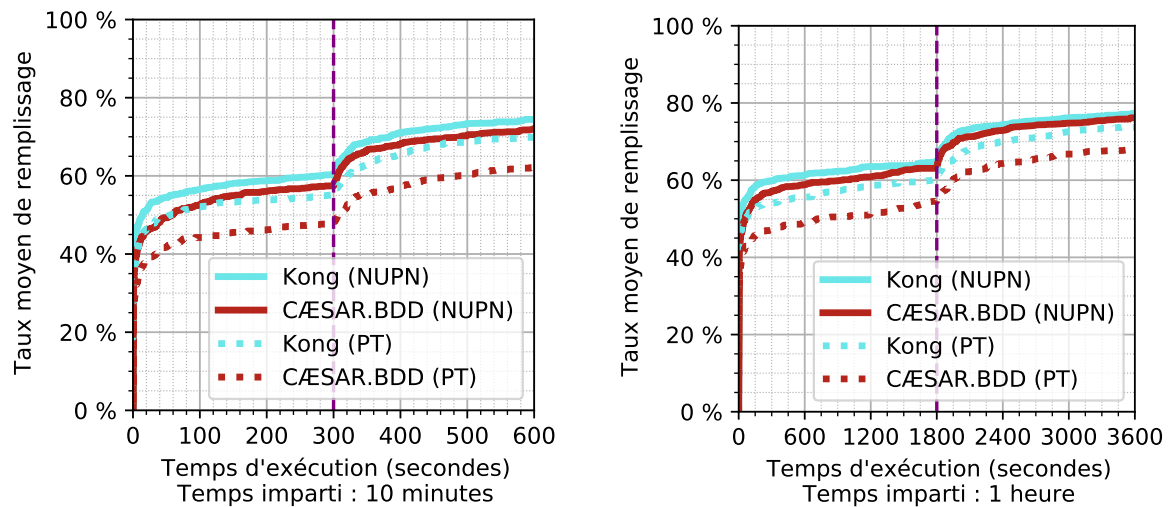 Taux moyen de remplissage
100 %
80 %
60 %
40 %
20 %
0 %
Kong (NUPN)
CÆSAR.BDD (NUPN)
Kong (PT)
CÆSAR.BDD (PT)
0 100 200 300 400 500 600
Temps d'exécution (secondes)
Temps imparti : 10 minutes
Taux moyen de remplissage
100 %
80 %
60 %
40 %
20 %
0 %
Kong (NUPN)
CÆSAR.BDD (NUPN)
Kong (PT)
CÆSAR.BDD (PT)
0 600 1200 1800 2400 3000 3600
Temps d'exécution (secondes)
Temps imparti : 1 heure